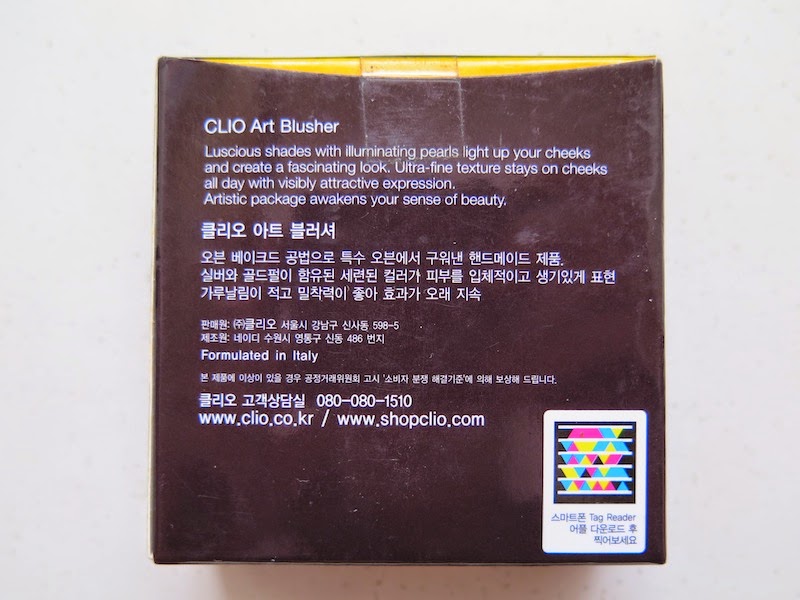 CLIO Art Blusher
Luscious shades with illuminating pearls light up your cheeks
and create a fascinating look. Ultra-fine texture stays on cheeks
all day with visibly attractive expression.
Artistic package awakens your sense of beauty.
클리오 아트 블러셔
오븐 베이크드 공법으로 특수 오븐에서 구워낸 핸드메이드 제품.
실버와 골드펄이 함유된 세련된 컬러가 피부를 입체적이고 생기있게 표현
가루날림이 적고 밀착력이 좋아 효과가 오래 지속
판매원: ㈜클리오 서울시 강남구 신사동 598-5
제조원: 네이디 수원시 영통구 신동 486 번지
Formulated in Italy
본 제품에 이상이 있을 경우 공정거래위원회 고시 '소비자 분쟁 해결기준'에 의해 보상해 드립니다.
클리오 고객상담실 080-080-1510
www.clio.co.kr / www.shopclio.com
스마트폰 Tag Reader
어플 다운로드 후
찍어보세요